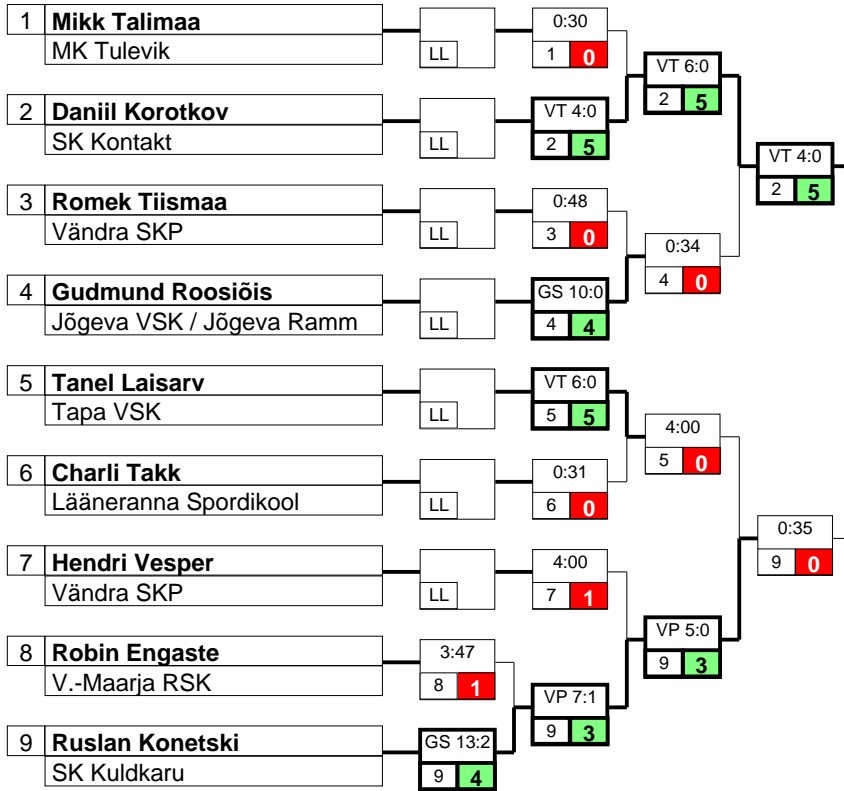 1 Mikk Talimaa
MK Tulevik
LL
0:30
1 0
VT 6:0
2 5
2 Daniil Korotkov
SK Kontakt
LL
VT 4:0
2 5
VT 4:0
2 5
3 Romek Tiismaa
Vändra SKP
LL
0:48
3 0
0:34
4 0
4 Gudmund Roosiõis
Jõgeva VSK / Jõgeva Ramm
LL
GS 10:0
4 4
5 Tanel Laisarv
Tapa VSK
LL
VT 6:0
5 5
4:00
5 0
6 Charli Takk
Lääneranna Spordikool
LL
0:31
6 0
0:35
9 0
7 Hendri Vesper
Vändra SKP
LL
4:00
7 1
VP 5:0
9 3
8 Robin Engaste
V.-Maarja RSK
3:47
8 1
VP 7:1
9 3
9 Ruslan Konetski
SK Kuldkaru
GS 13:2
9 4